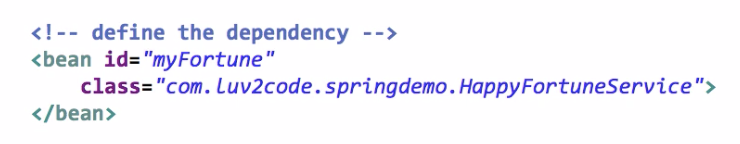 <!-- define the dependency -->
<bean id="myFortune"
class="com.luv2code.springdemo.HappyFortuneService">
</bean>